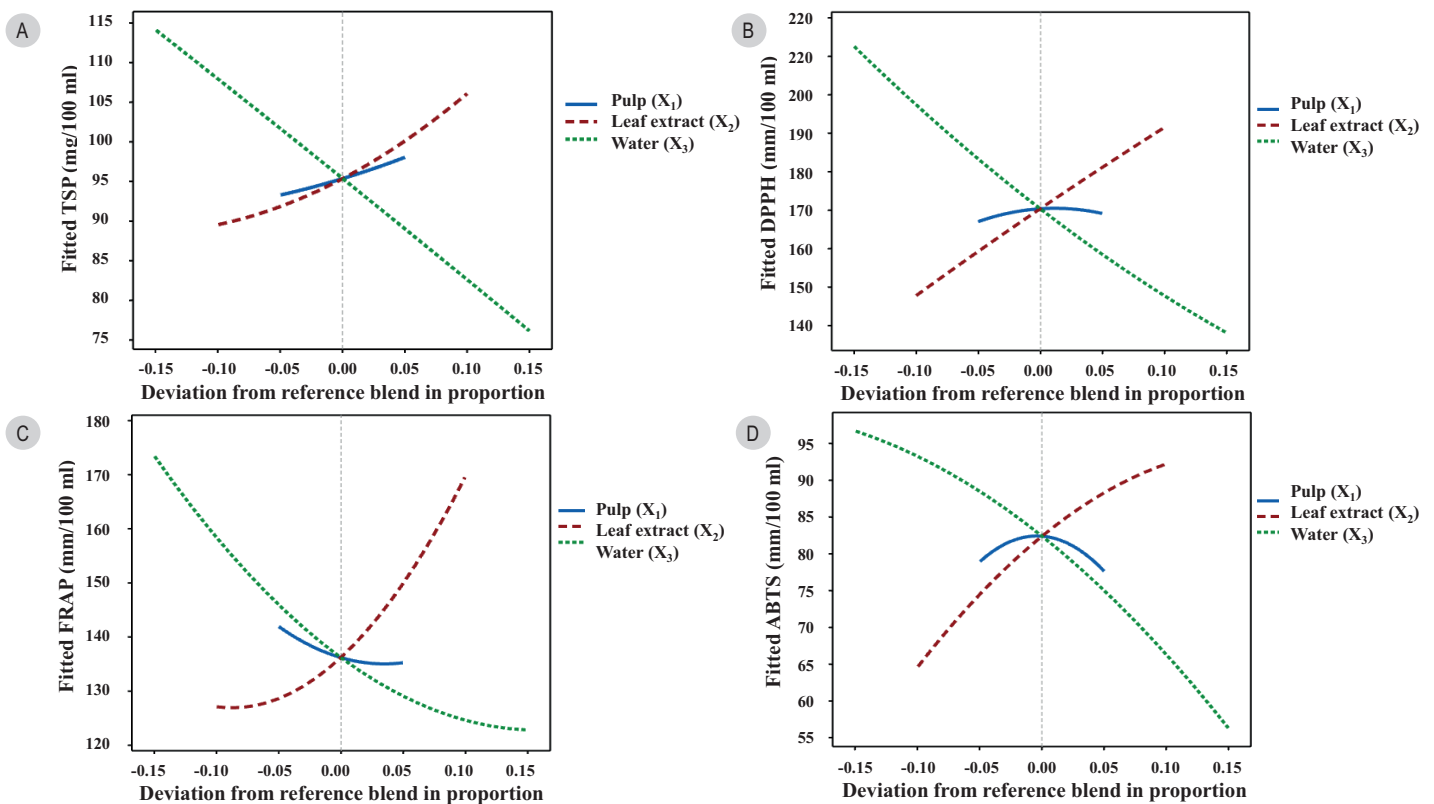 A
Fitted TSP (mg/100 ml)
115
110
105
100
95
90
85
80
75
-0.15 -0.10 -0.05 0.00 0.05 0.10 0.15
Deviation from reference blend in proportion
Pulp (X₁)
Leaf extract (X₂)
Water (X₃)
B
Fitted DPPH (mm/100 ml)
220
210
200
190
180
170
160
150
140
-0.15 -0.10 -0.05 0.00 0.05 0.10 0.15
Deviation from reference blend in proportion
Pulp (X₁)
Leaf extract (X₂)
Water (X₃)
C
Fitted FRAP (mm/100 ml)
180
170
160
150
140
130
120
-0.15 -0.10 -0.05 0.00 0.05 0.10 0.15
Deviation from reference blend in proportion
Pulp (X₁)
Leaf extract (X₂)
Water (X₃)
D
Fitted ABTS (mm/100 ml)
95
90
85
80
75
65
60
55
-0.15 -0.10 -0.05 0.00 0.05 0.10 0.15
Deviation from reference blend in proportion
Pulp (X₁)
Leaf extract (X₂)
Water (X₃)